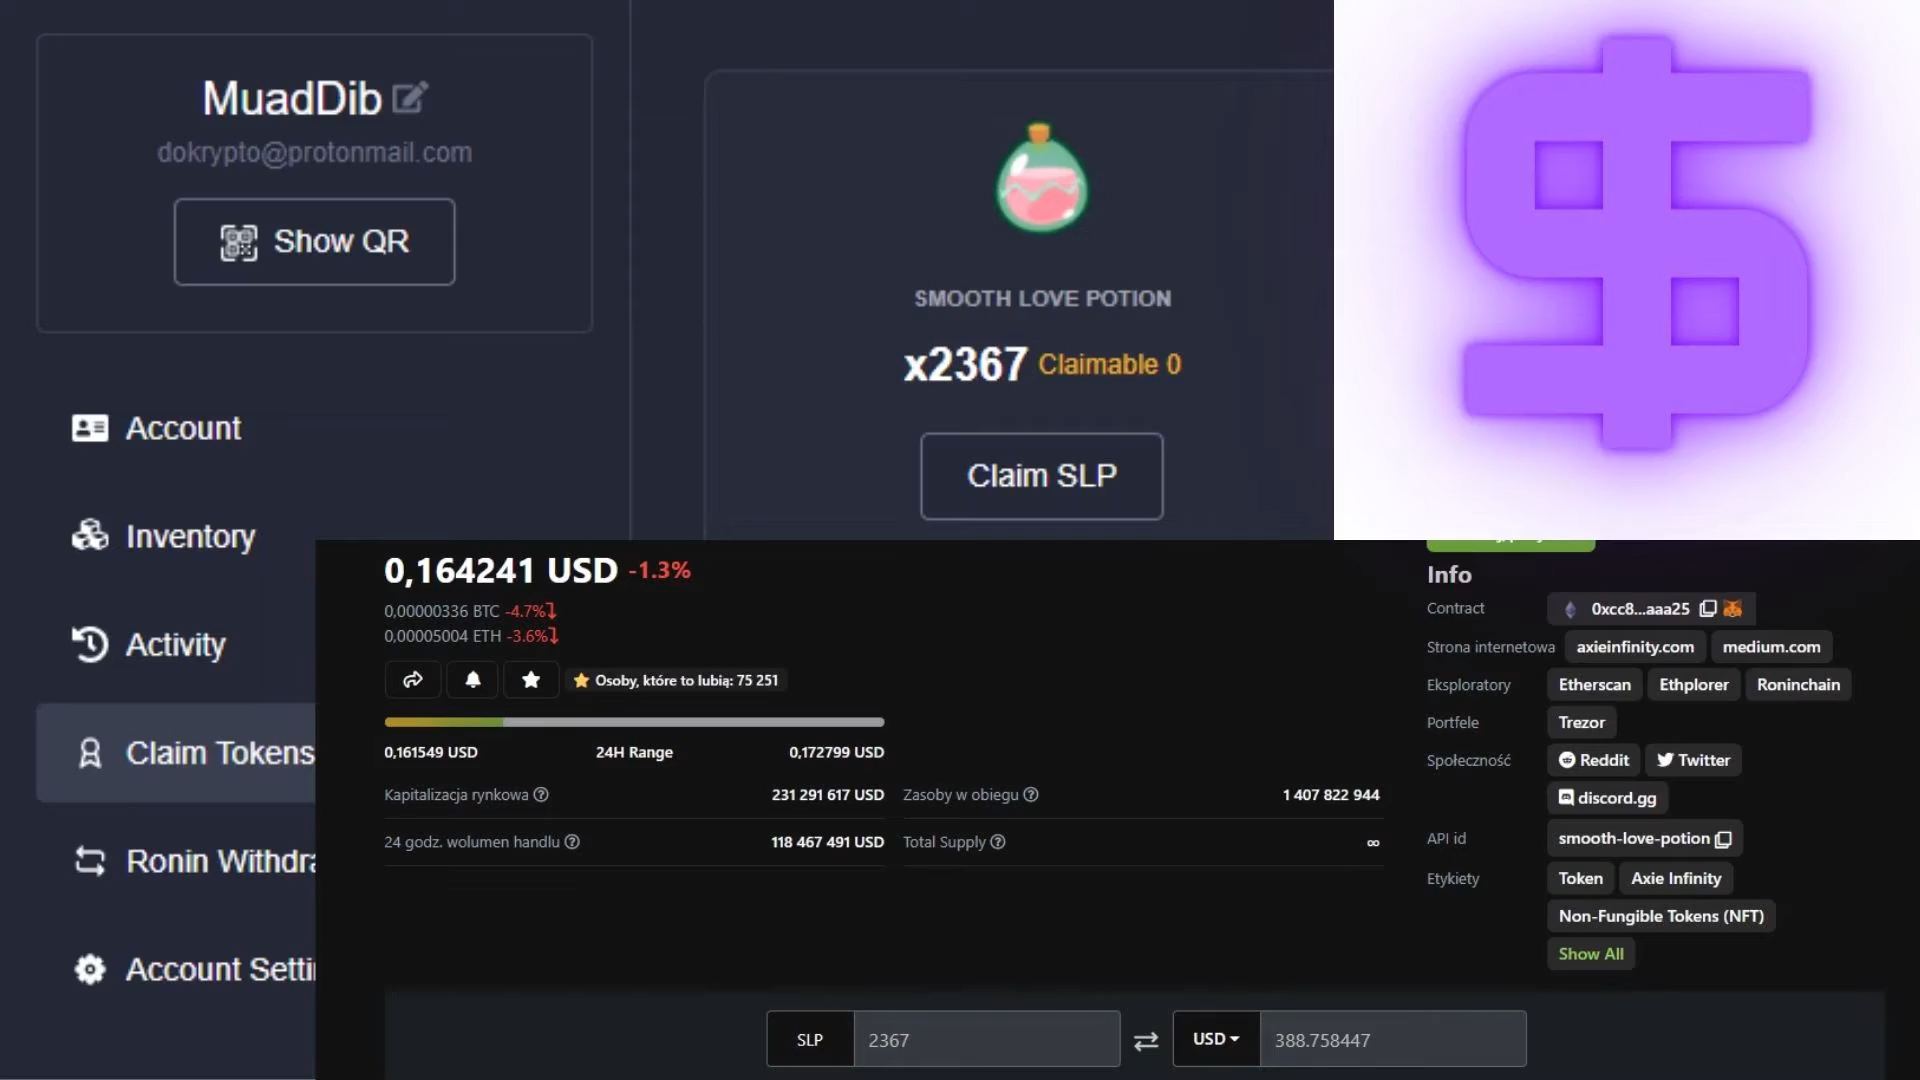 MuadDib
dokrypto@protonmail.com
Show QR
Account
Inventory
Activity
Claim Tokens
Ronin Withdra
Account Setti
SMOOTH LOVE POTION
x2367 Claimable 0
Claim SLP
0,164241 USD -1.3%
0,00000336 BTC -4.7%
0,00005004 ETH -3.6%
Osoby, które to lubią: 75 251
0,161549 USD 24H Range 0,172799 USD
Kapitalizacja rynkowa 231 291 617 USD
Zasoby w obiegu 1 407 822 944
24 godz. wolumen handlu 118 467 491 USD
Total Supply ∞
Info
Contract 0xcc8...aaa25
Strona internetowa axieinfinity.com medium.com
Eksploratory Etherscan Ethplorer Roninchain
Portfele Trezor
Społeczność Reddit Twitter
discord.gg
API id smooth-love-potion
Etykiety Token Axie Infinity
Non-Fungible Tokens (NFT)
Show All
SLP 2367 USD 388.758447